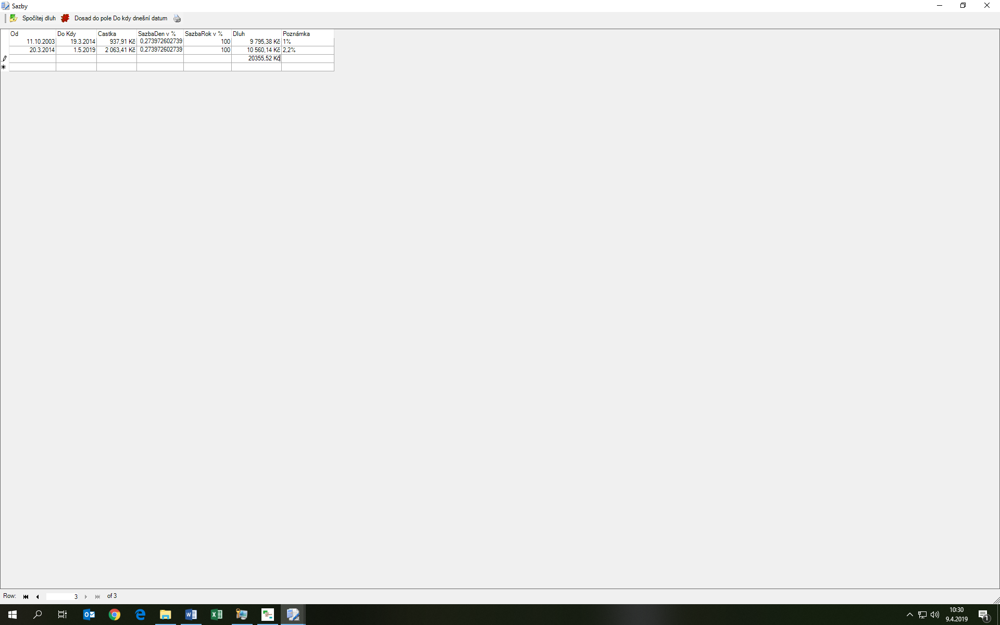 Sazby
Spočítej dluh Dosad do pole Do kdy dnešní datum
Od Do Kdy Castka SazbaDen v % SazbaRok v % Dluh Poznámka
11.10.2003 19.3.2014 937,91 Kč 0,273972602739 100 9 795,38 Kč 1%
20.3.2014 1.5.2019 2 063,41 Kč 0,273972602739 100 10 560,14 Kč 2,2%
20355,52 Kč
Row: 3 of 3
10:30
9.4.2019
1